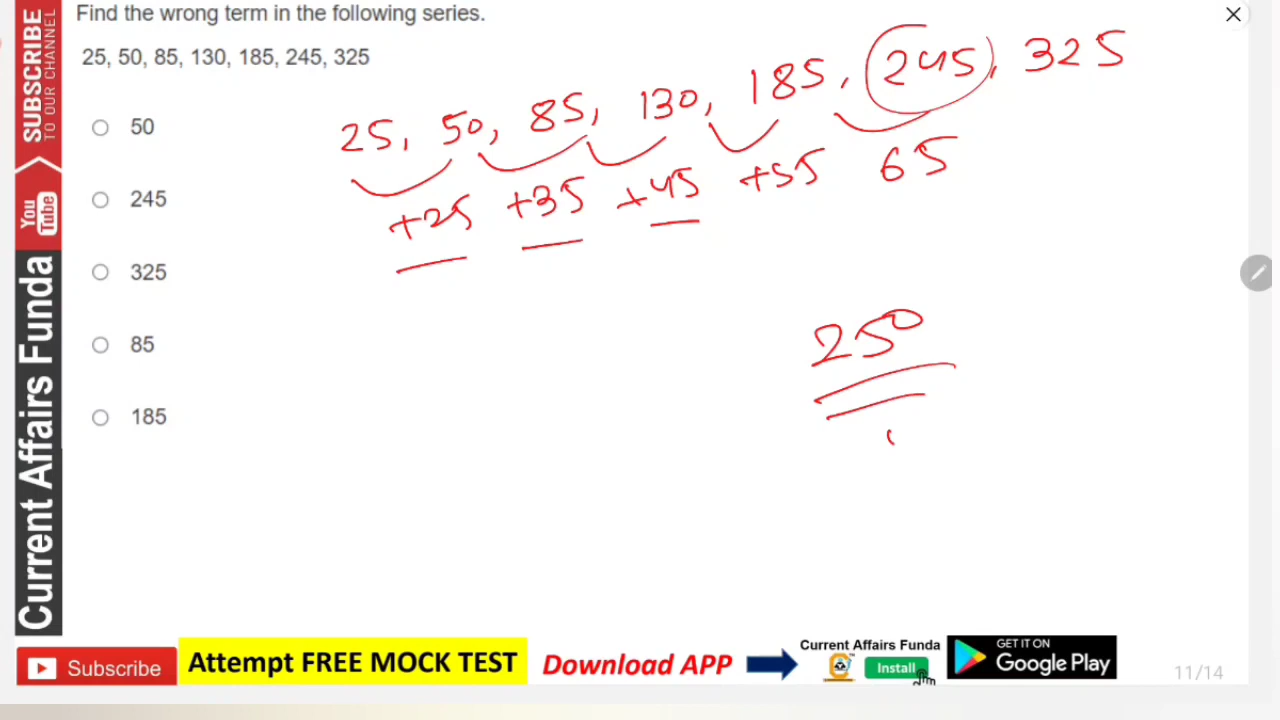 Find the wrong term in the following series.
25, 50, 85, 130, 185, 245, 325
25, 50, 85, 130, 185, 245, 325
+25 +35 +45 +55 65
50
245
325
85
185
250
SUBSCRIBE
TO OUR CHANNEL
You
Tube
Current Affairs Funda
Subscribe
Attempt FREE MOCK TEST
Download APP
Current Affairs Funda
Install
GET IT ON
Google Play
11/14